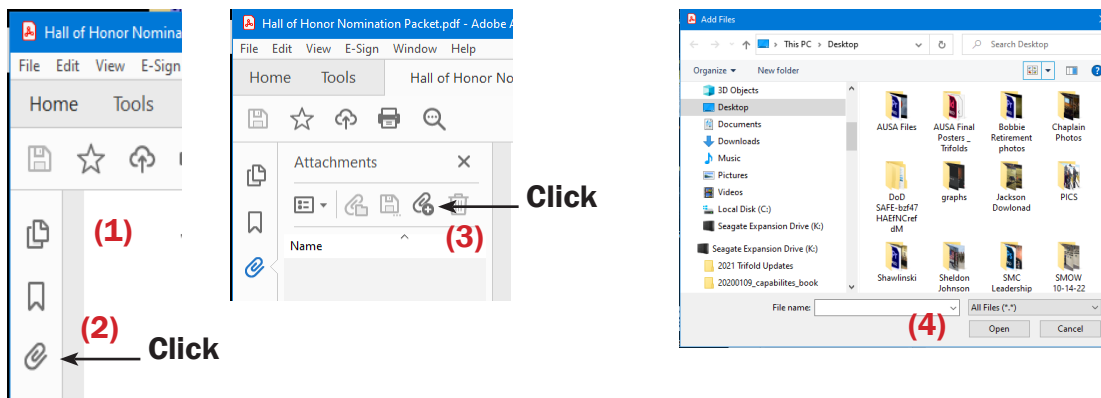 Hall of Honor Nomina
File Edit View E-Sign
Home Tools
(1)
(2)
Click
Hall of Honor Nomination Packet.pdf - Adobe A
File Edit View E-Sign Window Help
Home Tools Hall of Honor No
Attachments
Click
(3)
Name
Add Files
This PC > Desktop
Search Desktop
Organize New folder
3D Objects
Desktop
Documents
Downloads
Music
Pictures
Videos
Local Disk (C:)
Seagate Expansion Drive (K:)
Seagate Expansion Drive (K:)
2021 Trifold Updates
20200109_capabilites_book
AUSA Files
AUSA Final
Posters _
Trifolds
Bobbie
Retirement
photos
Chaplain
Photos
DoD
SAFE-bzf47
HAEfNCref
dM
graphs
Jackson
Dowlonad
PICS
Shawlinski
Sheldon
Johnson
SMC
Leadership
SMOW
10-14-22
File name:
All Files (*.*)
(4)
Open Cancel